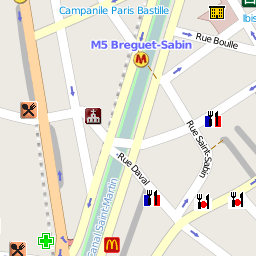 Campanile Paris Bastille
Ibis
Rue Boulle
M5 Breguet-Sabin
M
Rue Saint-Sabin
Rue Daval
Canal Saint-Martin
M